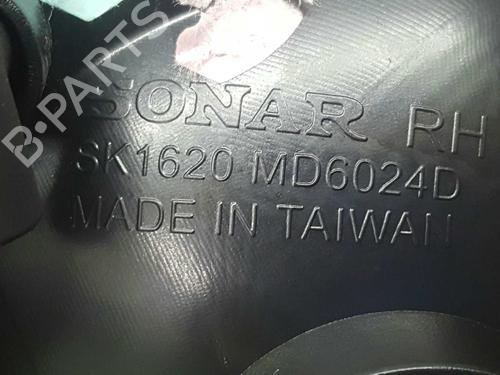 B-PARTS
SONAR RH
SK1620 MD6024D
MADE IN TAIWAN